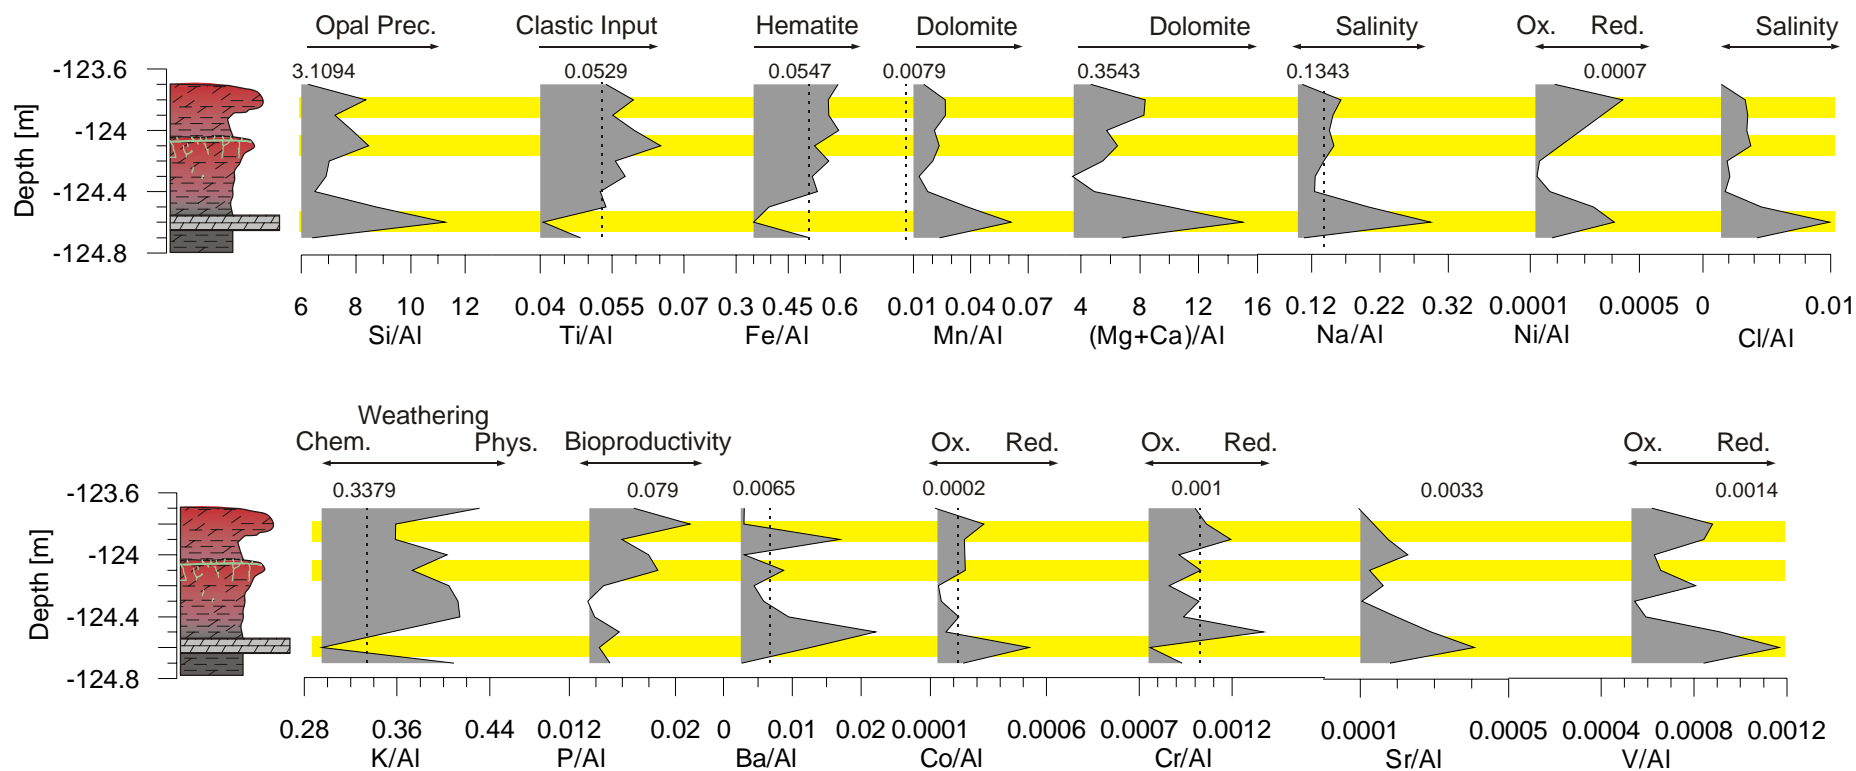 Opal Prec. Clastic Input Hematite Dolomite Dolomite Salinity Ox. Red. Salinity
3.1094 0.0529 0.0547 0.0079 0.3543 0.1343 0.0007
-123.6
-124
-124.4
-124.8
Depth [m]
6 8 10 12 0.04 0.055 0.07 0.3 0.45 0.6 0.01 0.04 0.07 4 8 12 16 0.12 0.22 0.32 0.0001 0.0005 0 0.01
Si/Al Ti/Al Fe/Al Mn/Al (Mg+Ca)/Al Na/Al Ni/Al Cl/Al
Weathering
Chem. Phys. Bioproductivity Ox. Red. Ox. Red. Ox. Red.
0.3379 0.079 0.0065 0.0002 0.001 0.0033 0.0014
-123.6
-124
-124.4
-124.8
Depth [m]
0.28 0.36 0.44 0.012 0.02 0 0.01 0.02 0.0001 0.0006 0.0007 0.0012 0.0001 0.0005 0.0004 0.0008 0.0012
K/Al P/Al Ba/Al Co/Al Cr/Al Sr/Al V/Al